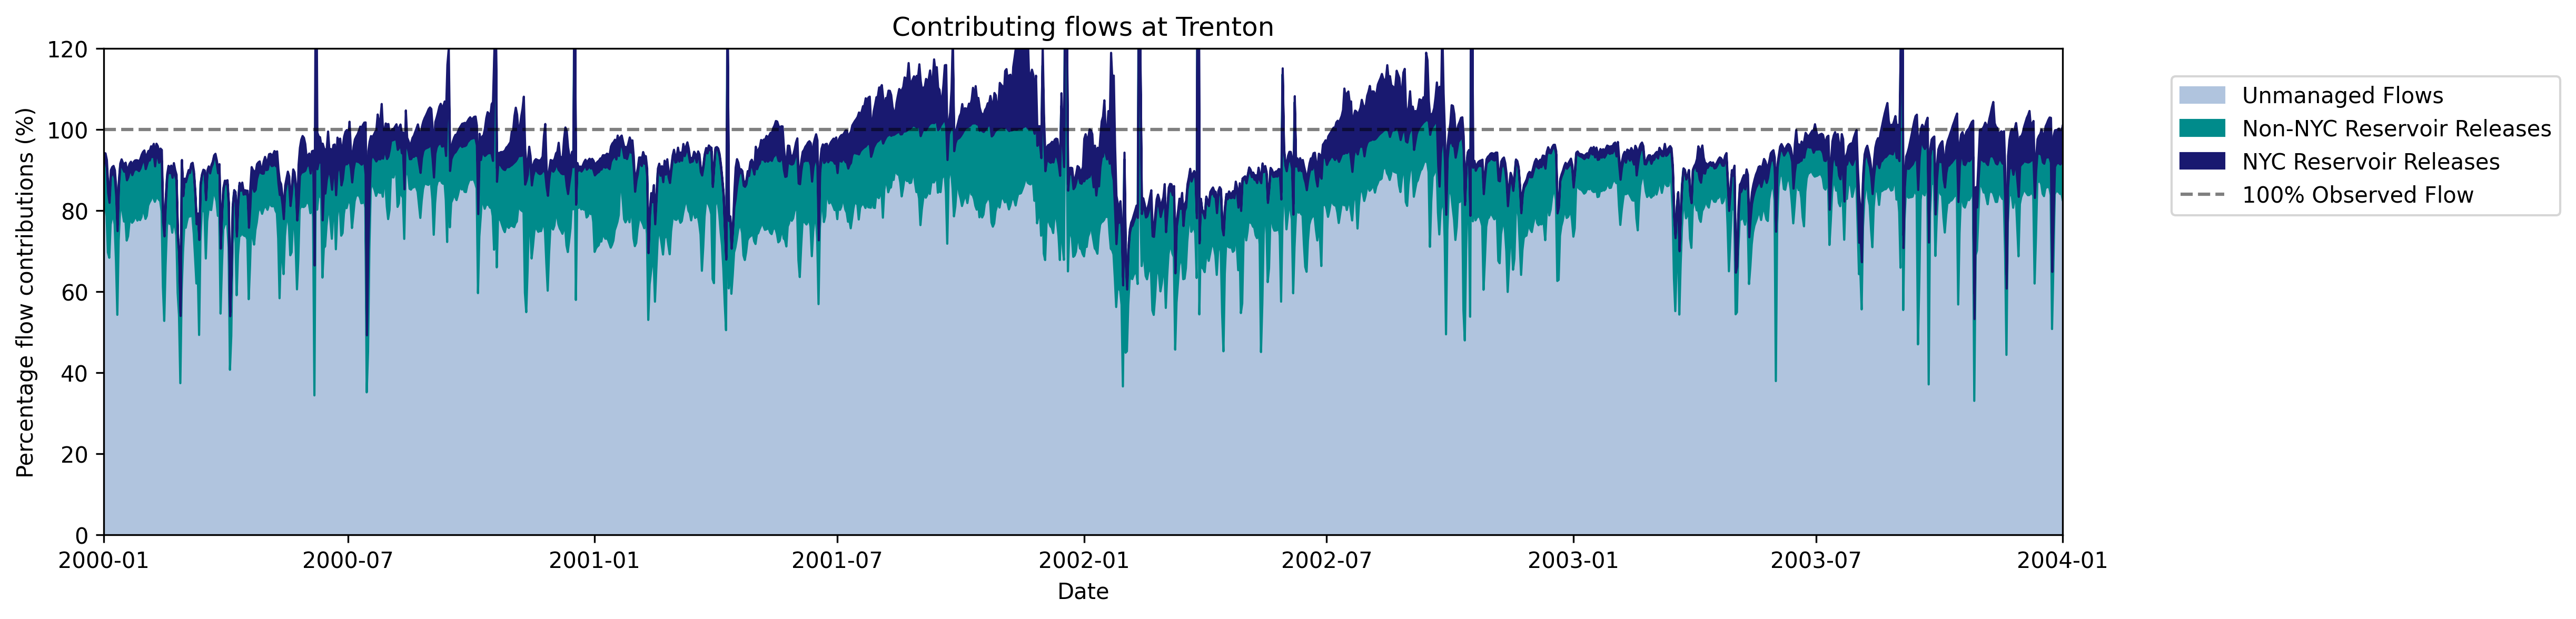 Contributing flows at Trenton
Percentage flow contributions (%)
120
100
80
60
40
20
0
2000-01
2000-07
2001-01
2001-07
2002-01
2002-07
2003-01
2003-07
2004-01
Date
Unmanaged Flows
Non-NYC Reservoir Releases
NYC Reservoir Releases
100% Observed Flow